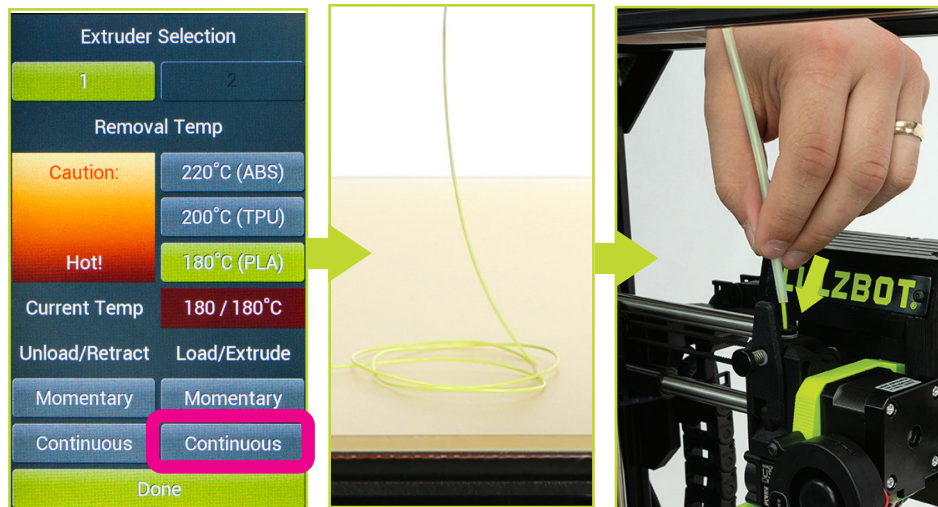 Extruder Selection
1
2
Removal Temp
Caution:
Hot!
220°C (ABS)
200°C (TPU)
180°C (PLA)
Current Temp
180 / 180°C
Unload/Retract
Load/Extrude
Momentary
Momentary
Continuous
Continuous
Done
LULZBOT